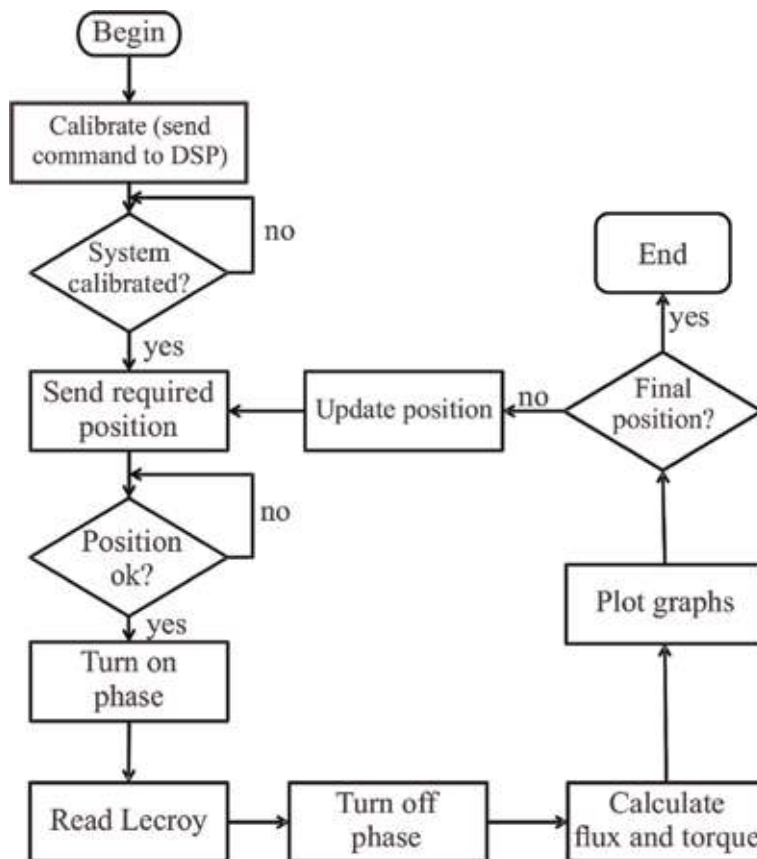 Begin
Calibrate (send
command to DSP)
System
calibrated?
no
yes
Send required
position
Position
ok?
no
yes
Turn on
phase
Read Lecroy
Turn off
phase
Calculate
flux and torque
Plot graphs
Final
position?
no
Update position
yes
End